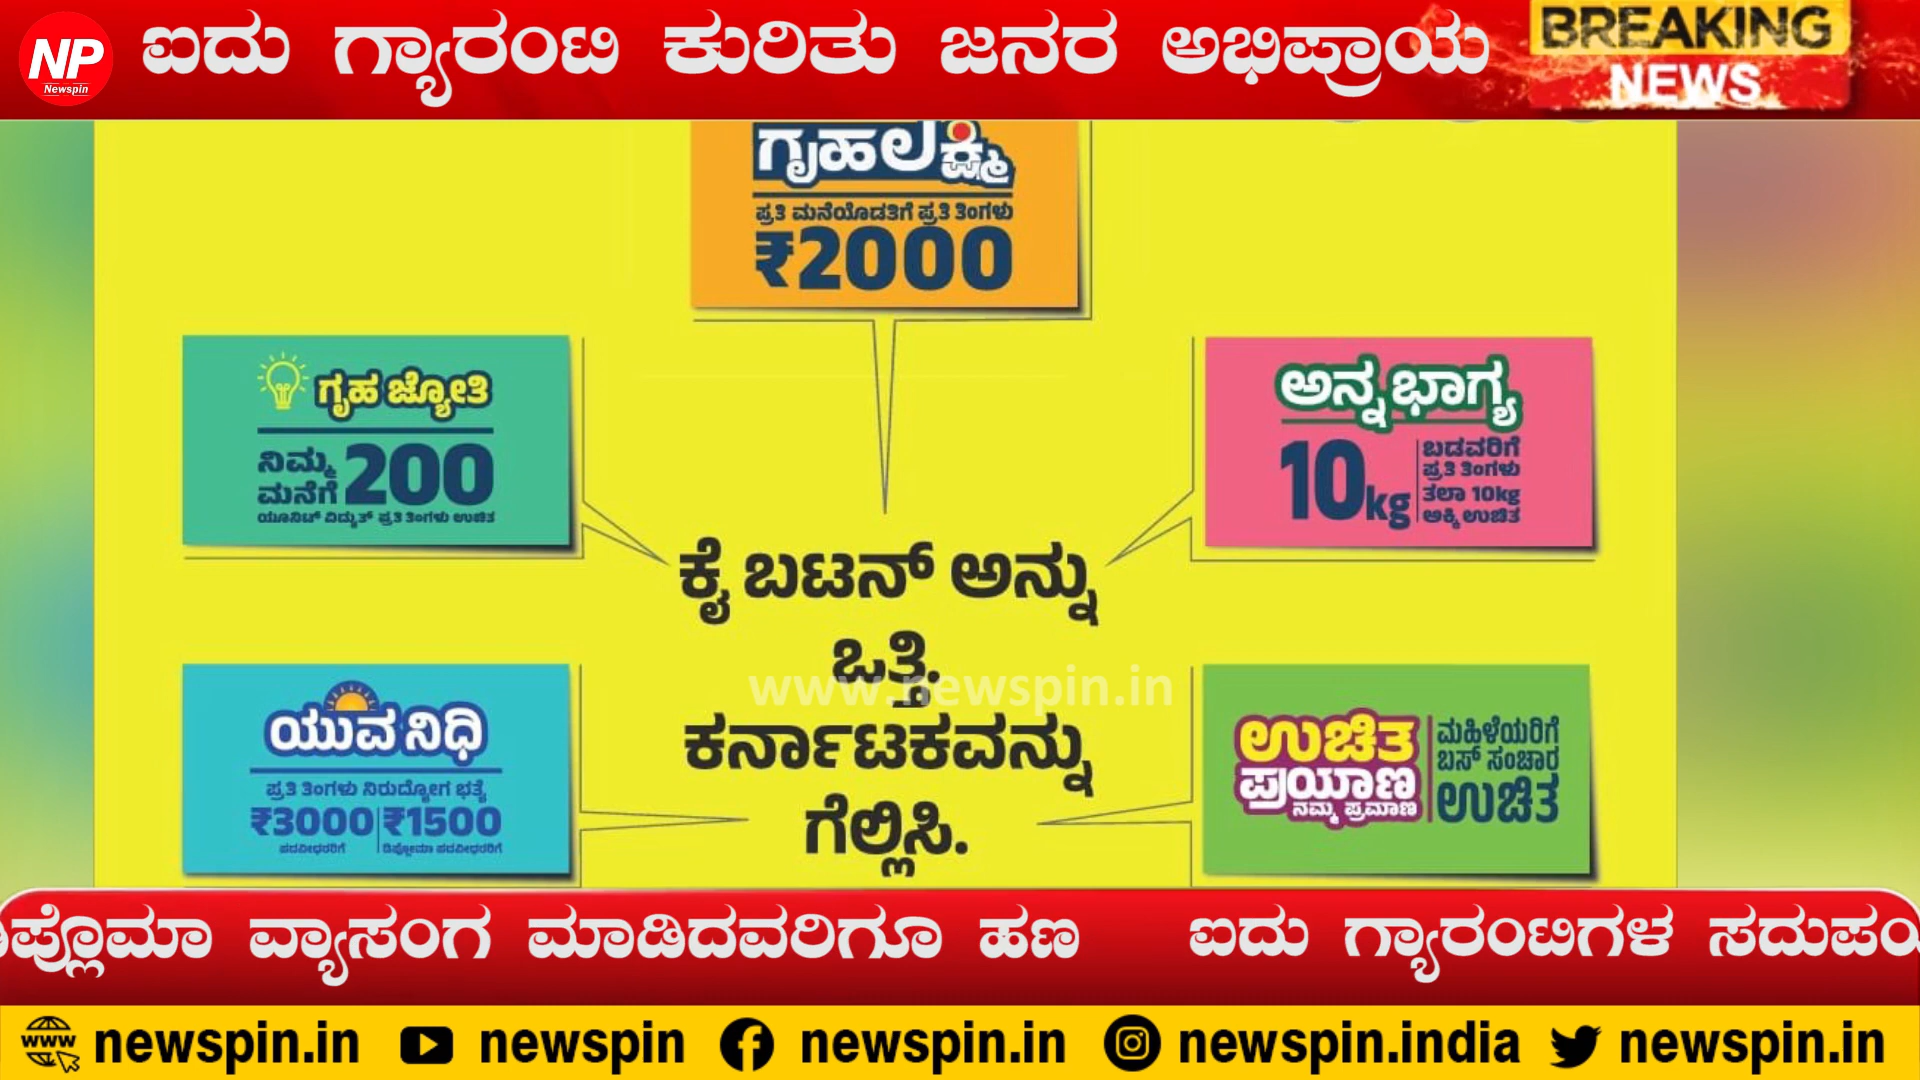 NP
Newspin
ಐದು ಗ್ಯಾರಂಟಿ ಕುರಿತು ಜನರ ಅಭಿಪ್ರಾಯ
BREAKING
NEWS
ಗೃಹಲಕ್ಷ್ಮಿ
ಪ್ರತಿ ಮನೆಯೊಡತಿಗೆ ಪ್ರತಿ ತಿಂಗಳು
₹2000
ಗೃಹ ಜ್ಯೋತಿ
ನಿಮ್ಮ
ಮನೆಗೆ 200
ಯೂನಿಟ್ ವಿದ್ಯುತ್ ಪ್ರತಿ ತಿಂಗಳು ಉಚಿತ
ಅನ್ನಭಾಗ್ಯ
10kg
ಬಡವರಿಗೆ
ಪ್ರತಿ ತಿಂಗಳು
ತಲಾ 10kg
ಅಕ್ಕಿ ಉಚಿತ
ಕೈ ಬಟನ್ ಅನ್ನು
ಒತ್ತಿ.
www.newspin.in
ಕರ್ನಾಟಕವನ್ನು
ಗೆಲ್ಲಿಸಿ.
ಯುವನಿಧಿ
ಪ್ರತಿ ತಿಂಗಳು ನಿರುದ್ಯೋಗ ಭತ್ಯೆ
₹3000 ₹1500
ಪದವೀಧರರಿಗೆ ಡಿಪ್ಲೋಮಾ ಪದವೀಧರರಿಗೆ
ಉಚಿತ
ಪ್ರಯಾಣ
ನಮ್ಮ ಪ್ರಮಾಣ
ಮಹಿಳೆಯರಿಗೆ
ಬಸ್ ಸಂಚಾರ
ಉಚಿತ
ವ್ಯಾಸಂಗ ಮಾಡಿದವರಿಗೂ ಹಣ ಐದು ಗ್ಯಾರಂಟಿಗಳ
www newspin.in newspin newspin.in newspin.india newspin.in